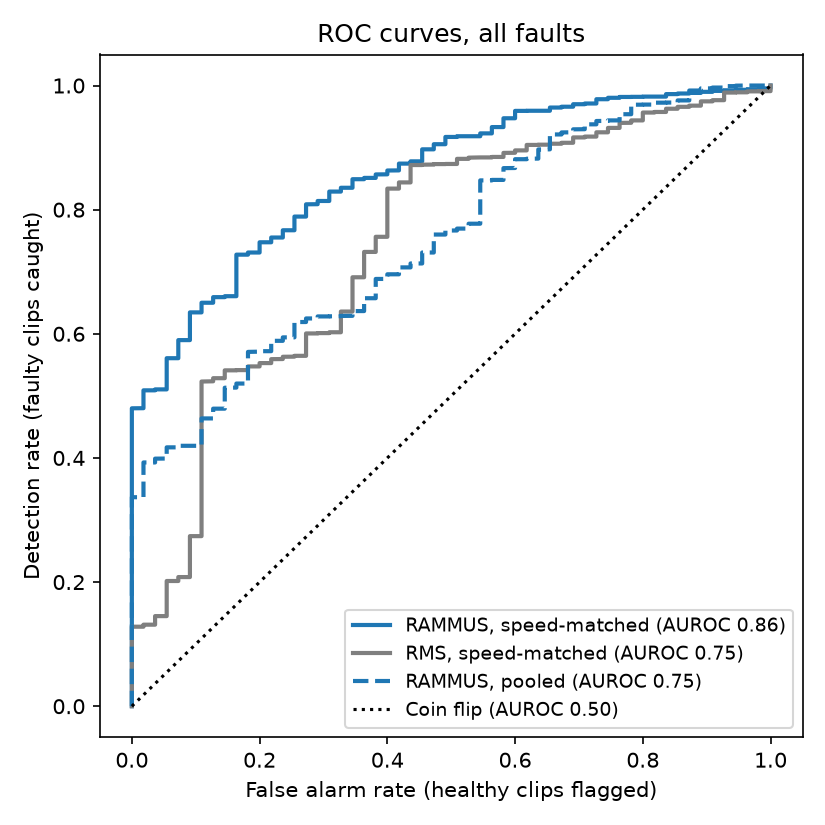 ROC curves, all faults
Detection rate (faulty clips caught)
1.0
0.8
0.6
0.4
0.2
0.0
RAMMUS, speed-matched (AUROC 0.86)
RMS, speed-matched (AUROC 0.75)
RAMMUS, pooled (AUROC 0.75)
Coin flip (AUROC 0.50)
0.0 0.2 0.4 0.6 0.8 1.0
False alarm rate (healthy clips flagged)